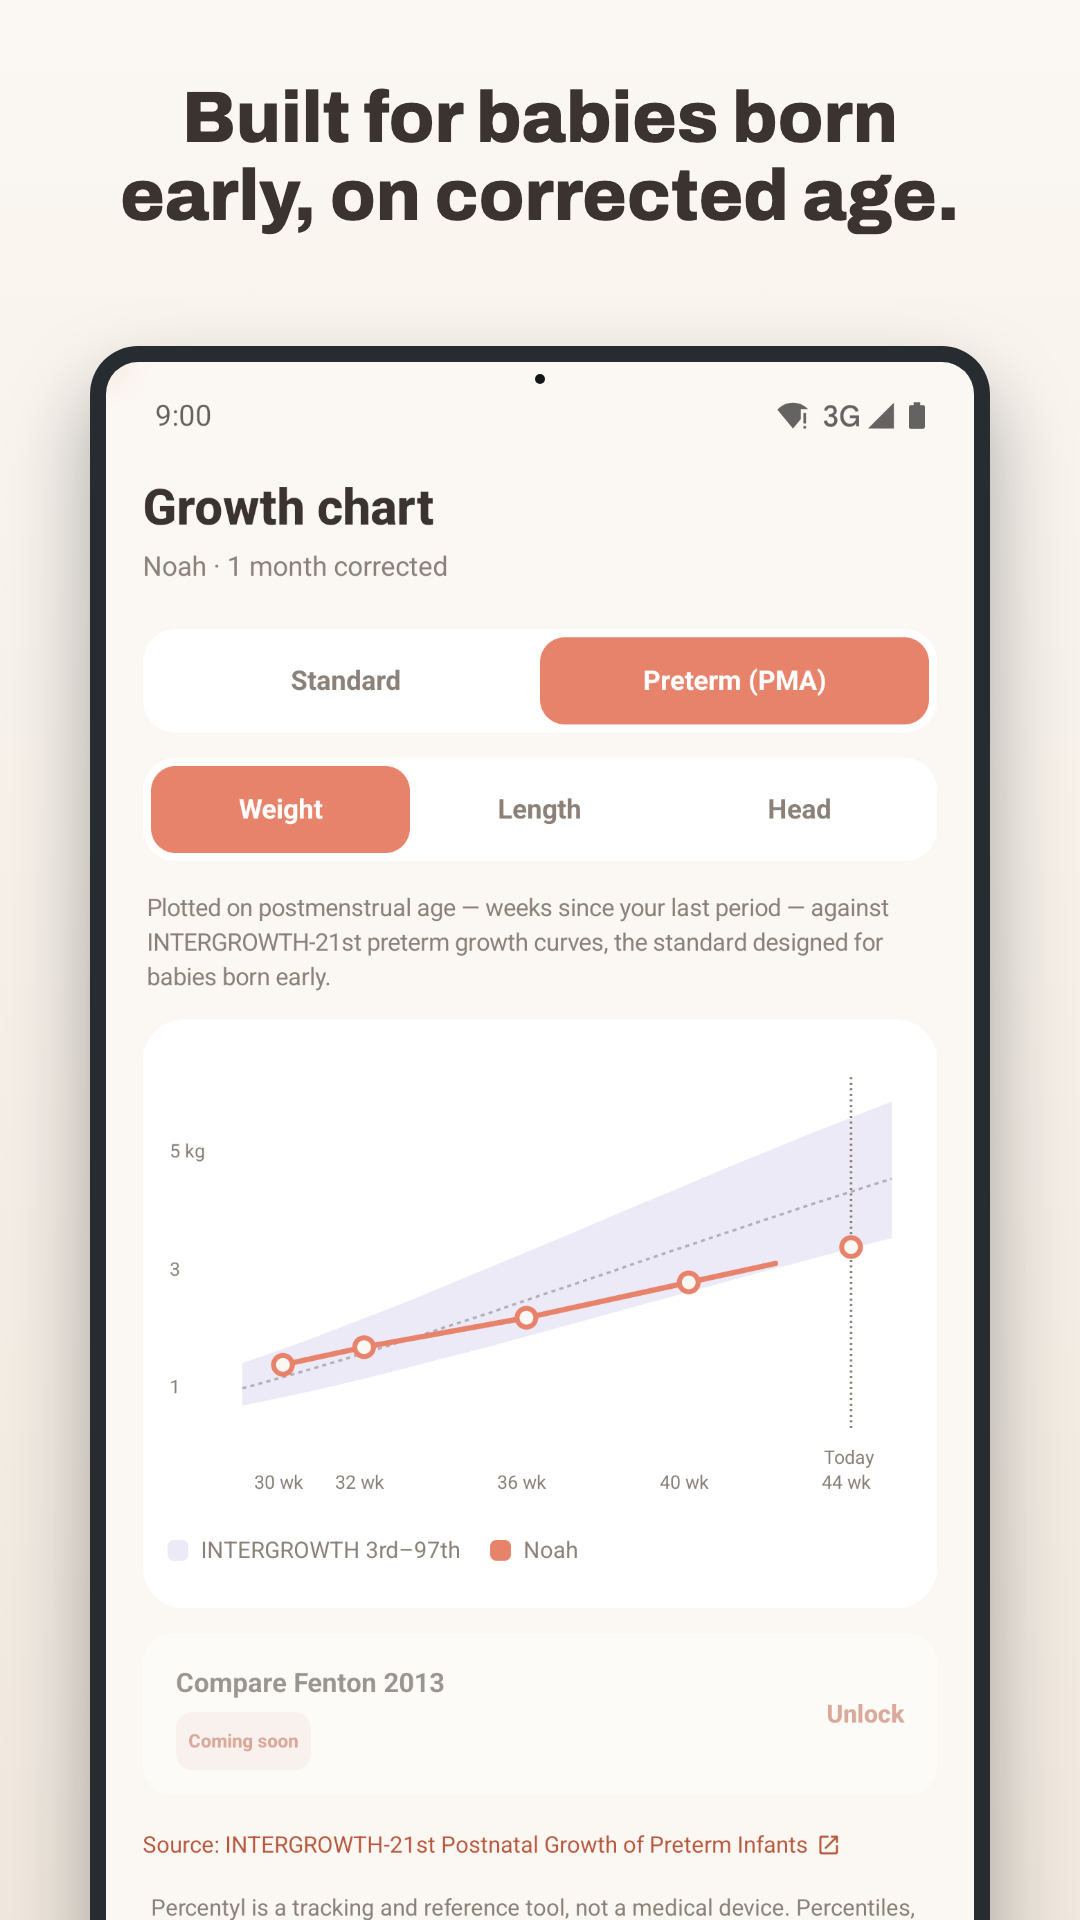 Built for babies born
early, on corrected age.
9:00
3G
Growth chart
Noah · 1 month corrected
Standard
Preterm (PMA)
Weight
Length
Head
Plotted on postmenstrual age — weeks since your last period — against
INTERGROWTH-21st preterm growth curves, the standard designed for
babies born early.
5 kg
3
1
Today
30 wk
32 wk
36 wk
40 wk
44 wk
INTERGROWTH 3rd–97th
Noah
Compare Fenton 2013
Coming soon
Unlock
Source: INTERGROWTH-21st Postnatal Growth of Preterm Infants
Percentyl is a tracking and reference tool, not a medical device. Percentiles,